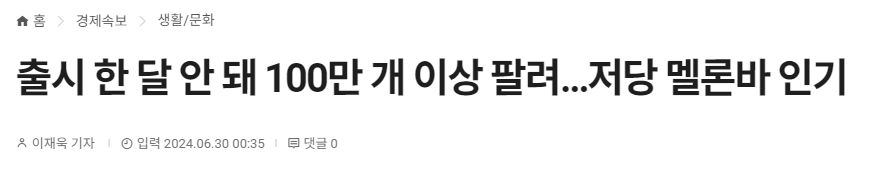 홈 > 경제속보 > 생활/문화
출시 한 달 안 돼 100만 개 이상 팔려...저당 멜론바 인기
이재욱 기자 | 입력 2024.06.30 00:35 | 댓글 0